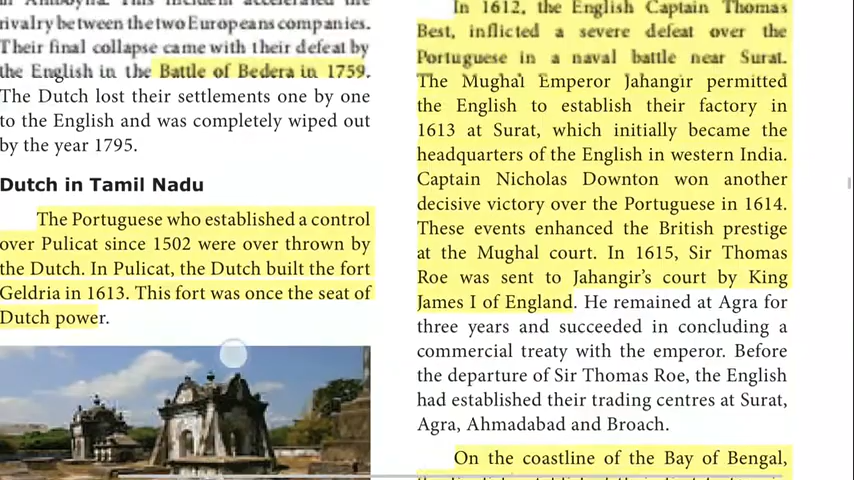 in Amboyna. This incident accelerated the
rivalry between the two Europeans companies.
Their final collapse came with their defeat by
the English in the Battle of Bedera in 1759.
The Dutch lost their settlements one by one
to the English and was completely wiped out
by the year 1795.
Dutch in Tamil Nadu
The Portuguese who established a control
over Pulicat since 1502 were over thrown by
the Dutch. In Pulicat, the Dutch built the fort
Geldria in 1613. This fort was once the seat of
Dutch power.
In 1612, the English Captain Thomas
Best, inflicted a severe defeat over the
Portuguese in a naval battle near Surat.
The Mughal Emperor Jahangir permitted
the English to establish their factory in
1613 at Surat, which initially became the
headquarters of the English in western India.
Captain Nicholas Downton won another
decisive victory over the Portuguese in 1614.
These events enhanced the British prestige
at the Mughal court. In 1615, Sir Thomas
Roe was sent to Jahangir's court by King
James I of England. He remained at Agra for
three years and succeeded in concluding a
commercial treaty with the emperor. Before
the departure of Sir Thomas Roe, the English
had established their trading centres at Surat,
Agra, Ahmadabad and Broach.
On the coastline of the Bay of Bengal,